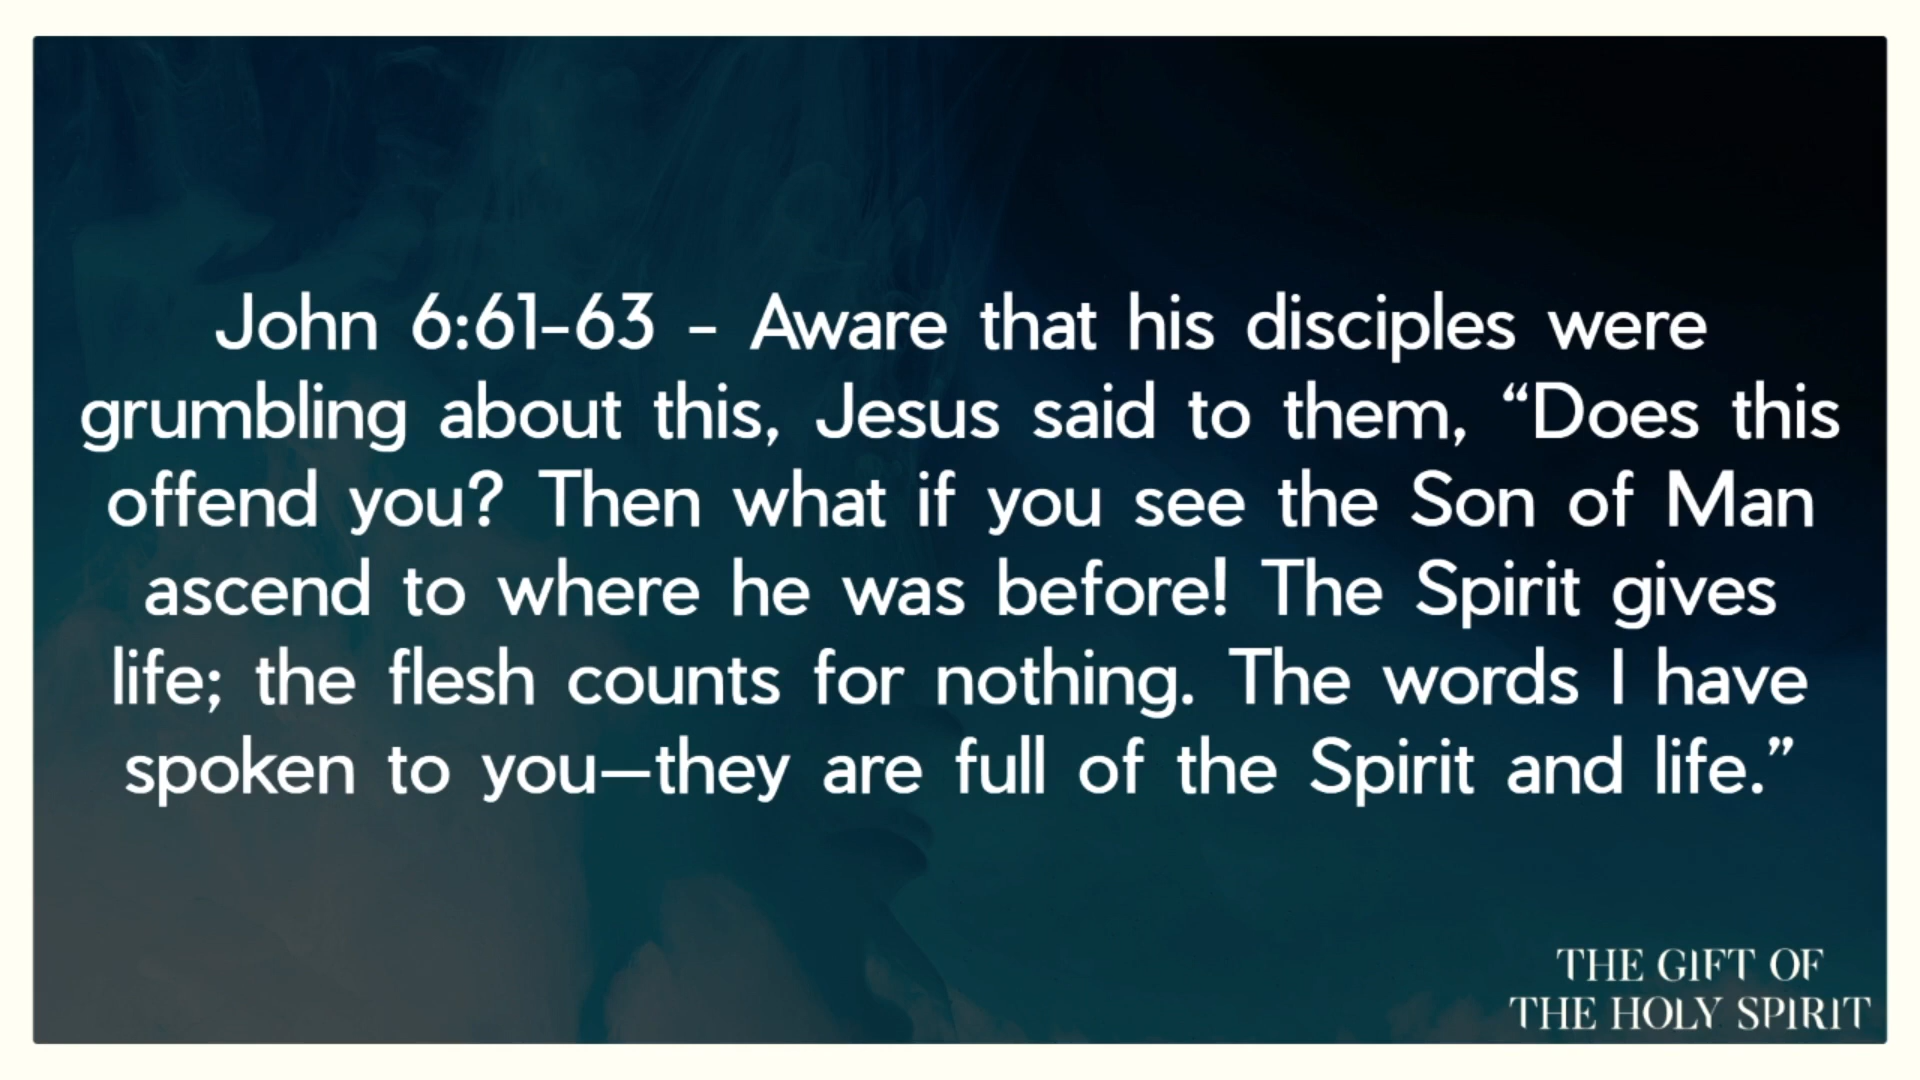 John 6:61-63 - Aware that his disciples were
grumbling about this, Jesus said to them, “Does this
offend you? Then what if you see the Son of Man
ascend to where he was before! The Spirit gives
life; the flesh counts for nothing. The words I have
spoken to you—they are full of the Spirit and life.”
THE GIFT OF
THE HOLY SPIRIT